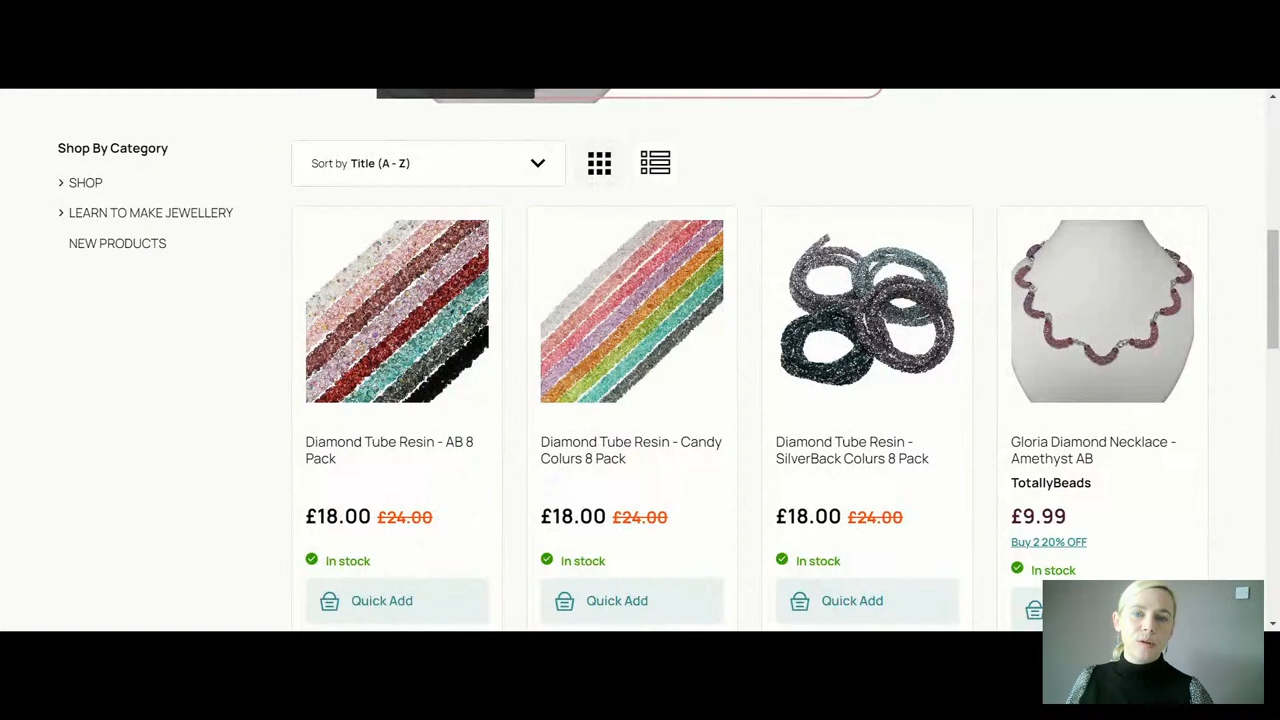 Shop By Category
SHOP
LEARN TO MAKE JEWELLERY
NEW PRODUCTS
Sort by Title (A - Z)
Diamond Tube Resin - AB 8
Pack
£18.00 £24.00
In stock
Quick Add
Diamond Tube Resin - Candy
Colurs 8 Pack
£18.00 £24.00
In stock
Quick Add
Diamond Tube Resin -
SilverBack Colurs 8 Pack
£18.00 £24.00
In stock
Quick Add
Gloria Diamond Necklace -
Amethyst AB
TotallyBeads
£9.99
Buy 2 20% OFF
In stock